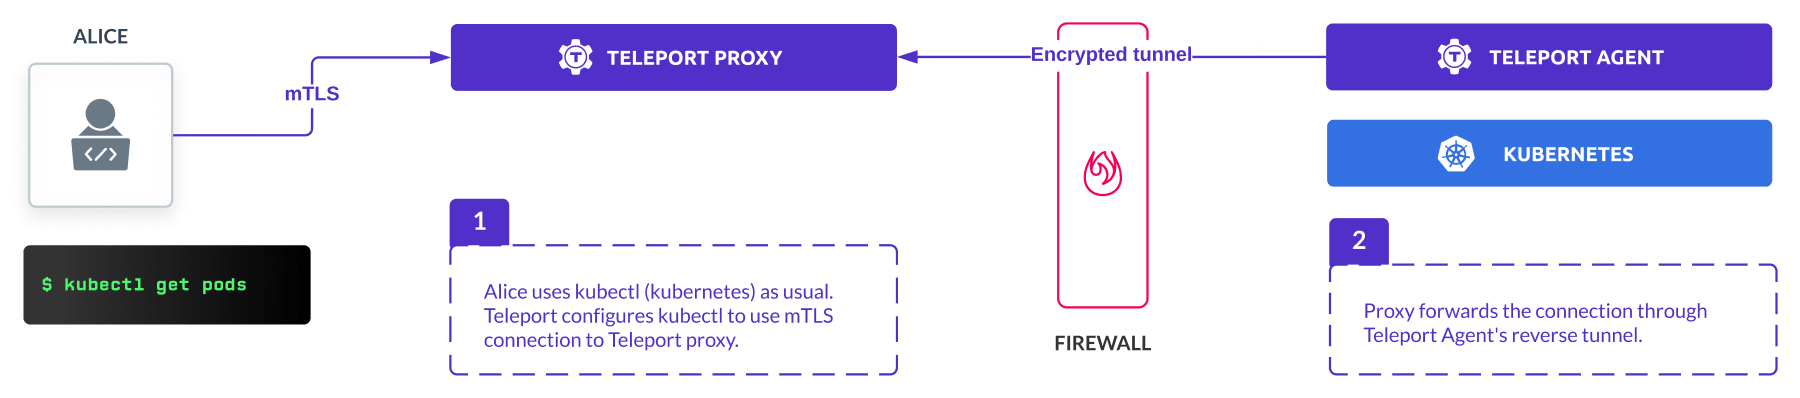 ALICE
mTLS
TELEPORT PROXY
Encrypted tunnel
TELEPORT AGENT
KUBERNETES
$ kubectl get pods
1
Alice uses kubectl (kubernetes) as usual.
Teleport configures kubectl to use mTLS
connection to Teleport proxy.
FIREWALL
2
Proxy forwards the connection through
Teleport Agent's reverse tunnel.